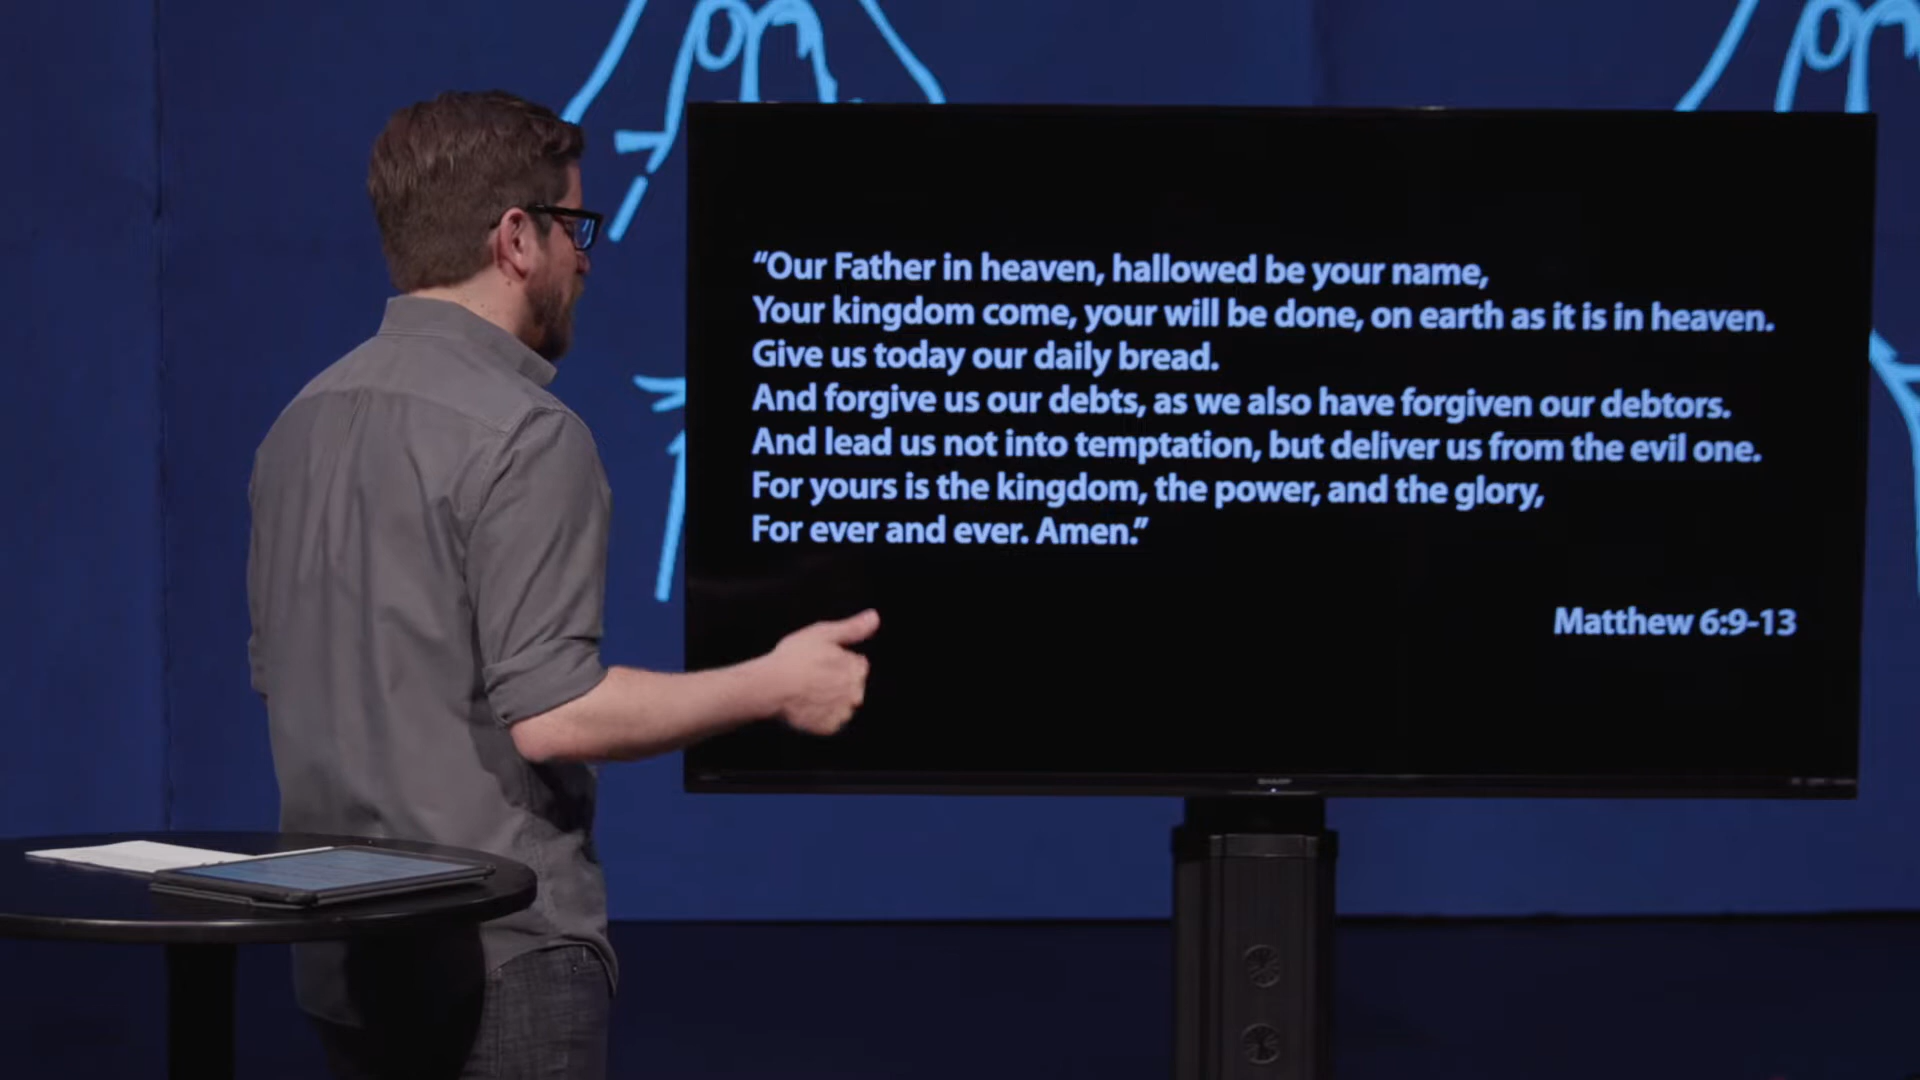 “Our Father in heaven, hallowed be your name,
Your kingdom come, your will be done, on earth as it is in heaven.
Give us today our daily bread.
And forgive us our debts, as we also have forgiven our debtors.
And lead us not into temptation, but deliver us from the evil one.
For yours is the kingdom, the power, and the glory,
For ever and ever. Amen.”
Matthew 6:9-13
SHARP